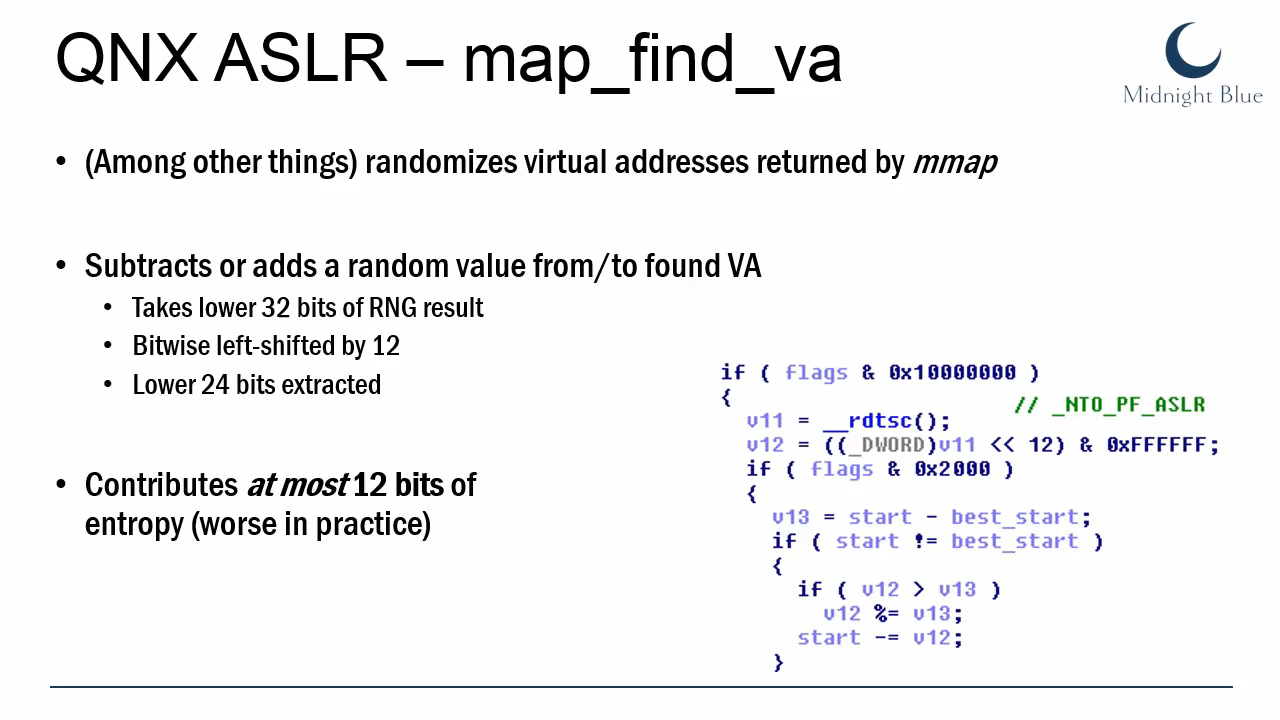 QNX ASLR – map_find_va
Midnight Blue
• (Among other things) randomizes virtual addresses returned by mmap
• Subtracts or adds a random value from/to found VA
• Takes lower 32 bits of RNG result
• Bitwise left-shifted by 12
• Lower 24 bits extracted
• Contributes at most 12 bits of
entropy (worse in practice)
if ( flags & 0x10000000 )
{
// _NTO_PF_ASLR
v11 = __rdtsc();
v12 = ((_DWORD)v11 << 12) & 0xFFFFFF;
if ( flags & 0x2000 )
{
v13 = start - best_start;
if ( start != best_start )
{
if ( v12 > v13 )
v12 %= v13;
start -= v12;
}